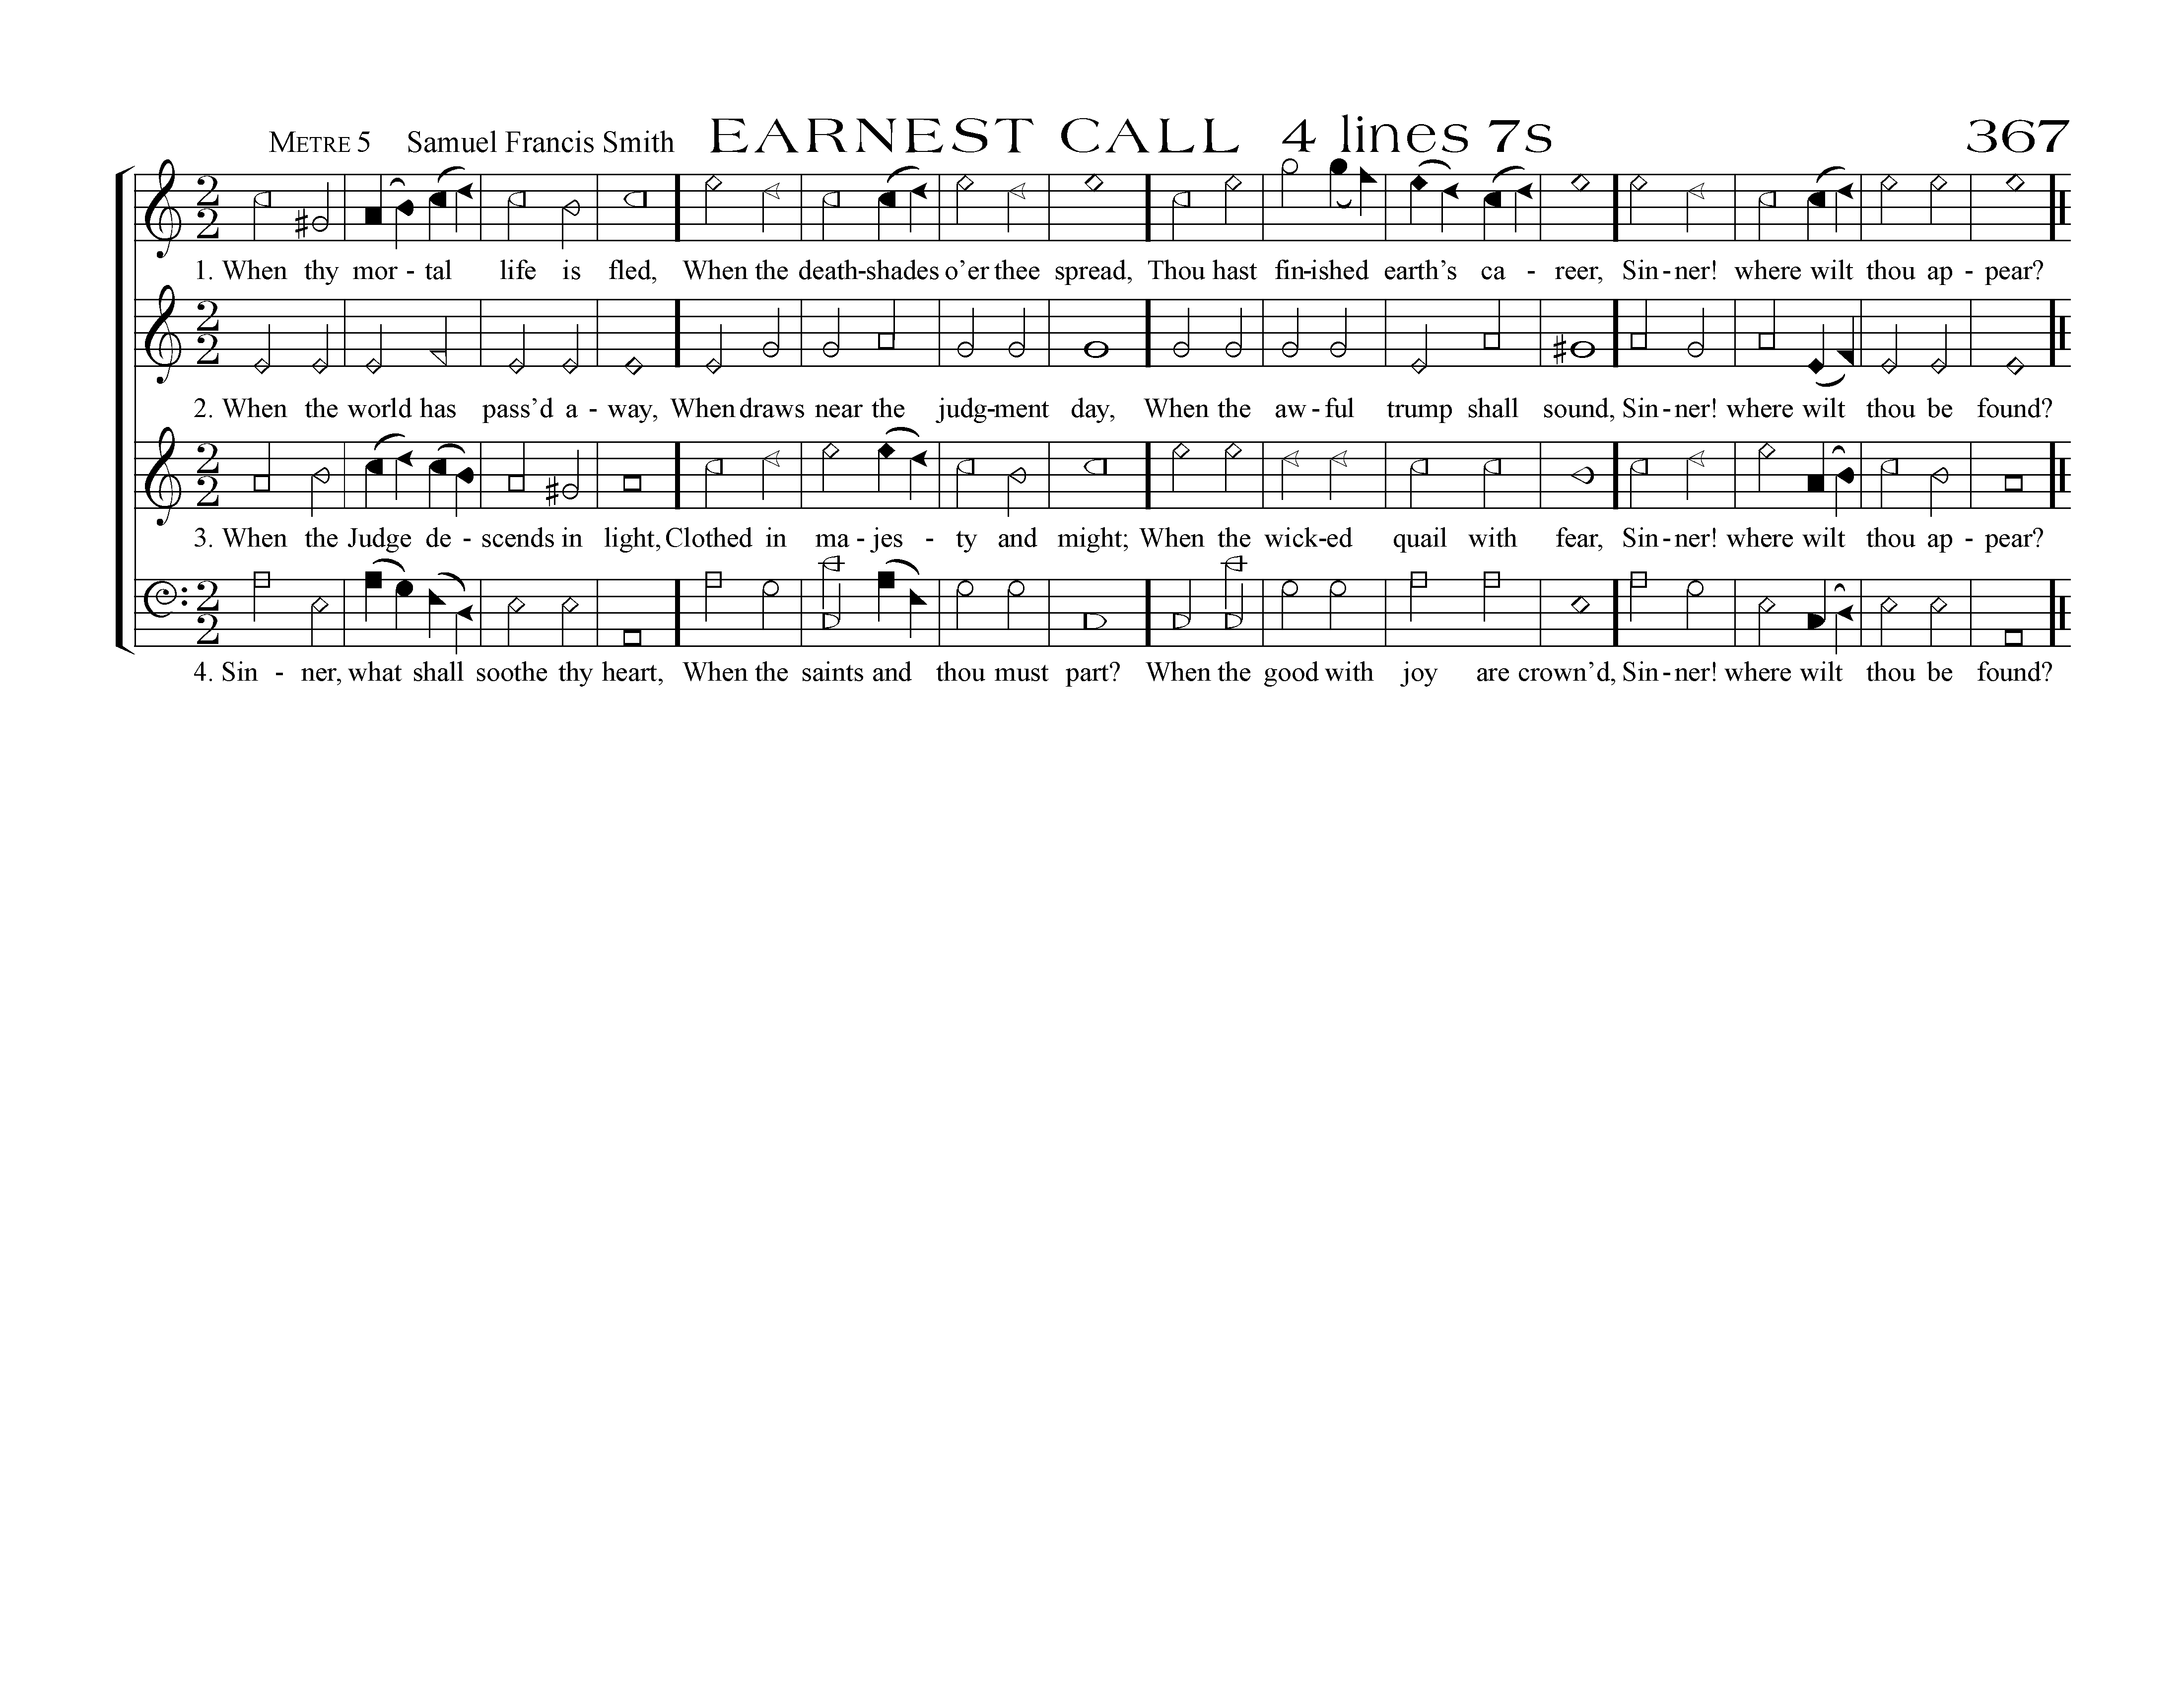 METRE 5 Samuel Francis Smith EARNEST CALL 4 lines 7s 367
1. When thy mor - tal life is fled, When the death-shades o’er thee spread, Thou hast fin-ished earth’s ca - reer, Sin - ner! where wilt thou ap - pear?
2. When the world has pass’d a - way, When draws near the judg-ment day, When the aw - ful trump shall sound, Sin - ner! where wilt thou be found?
3. When the Judge de - scends in light, Clothed in ma - jes - ty and might; When the wick-ed quail with fear, Sin - ner! where wilt thou ap - pear?
4. Sin - ner, what shall soothe thy heart, When the saints and thou must part? When the good with joy are crown’d, Sin - ner! where wilt thou be found?